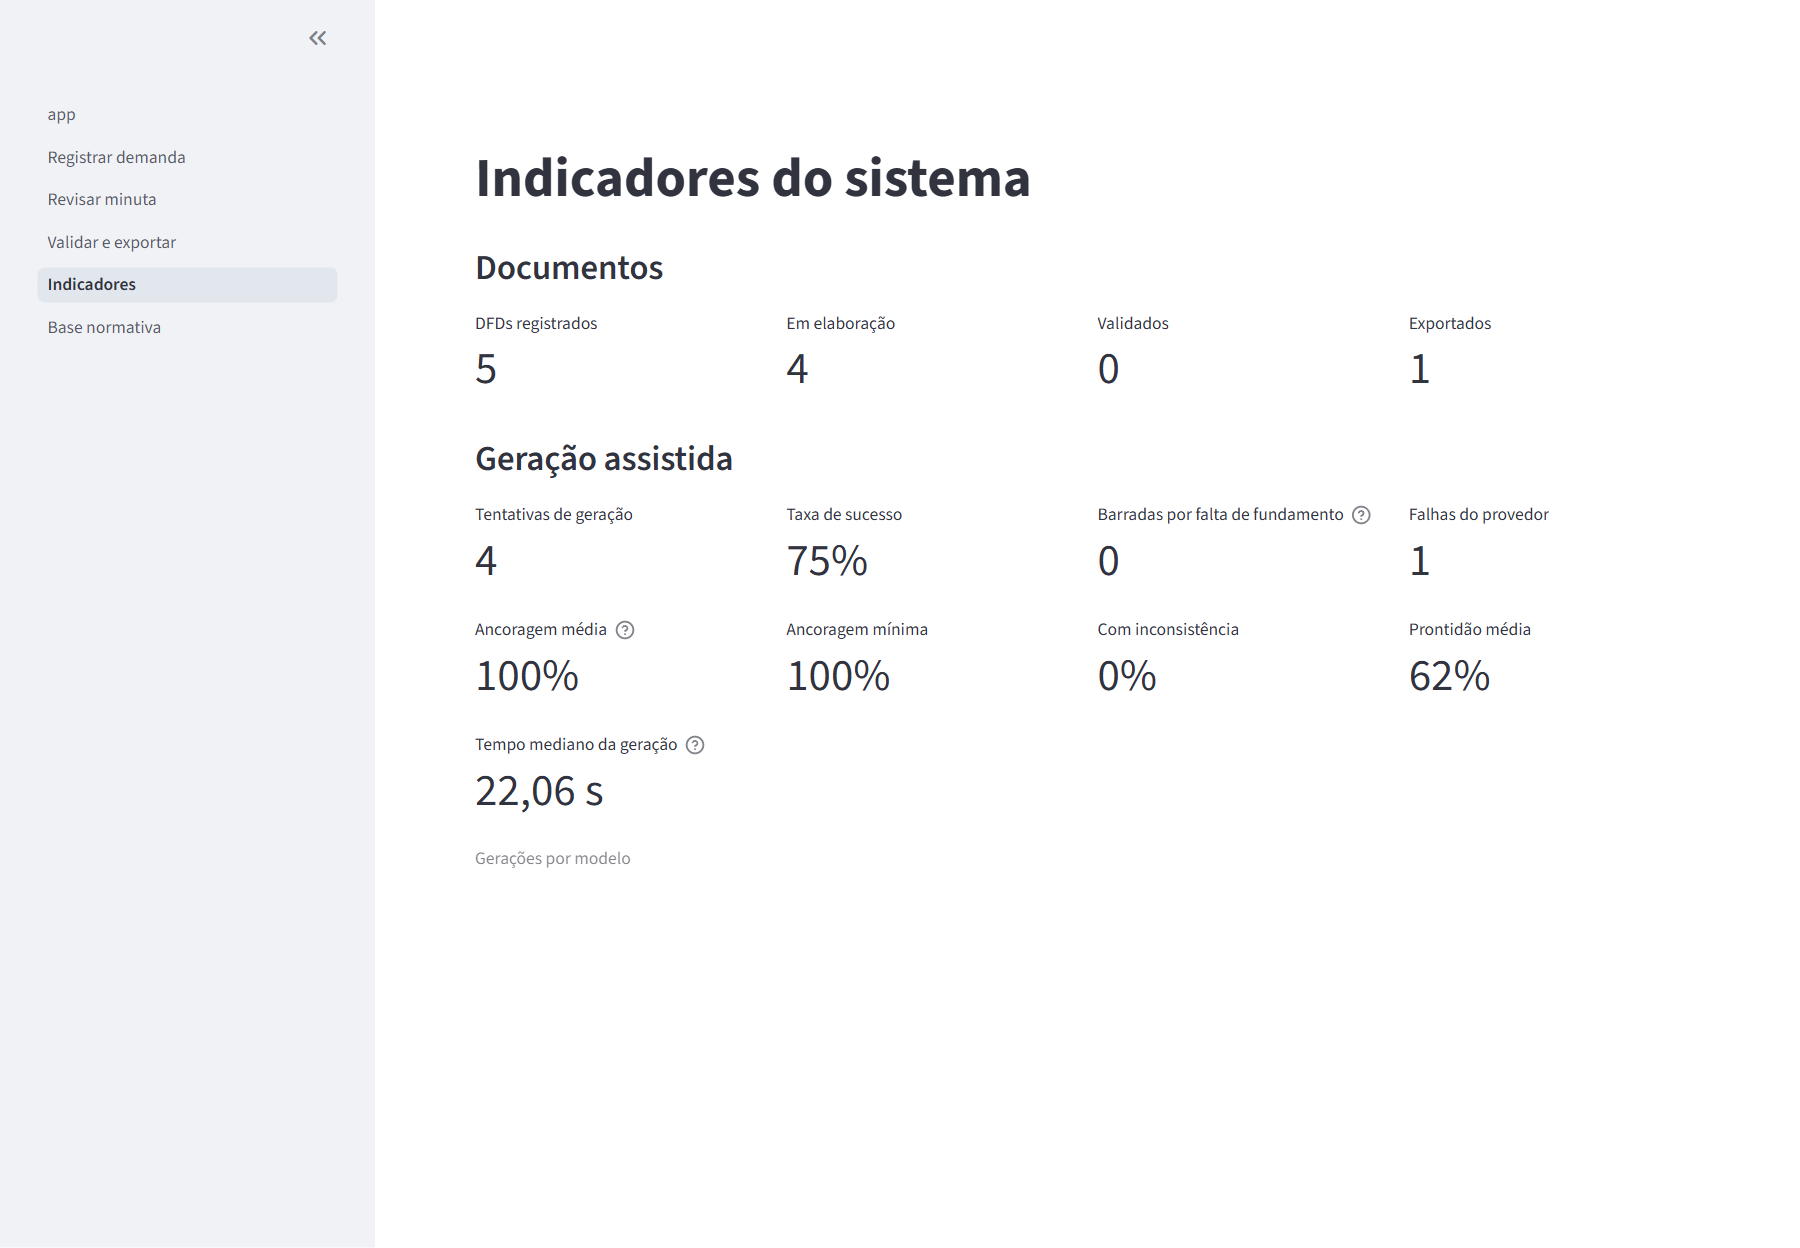 app
Registrar demanda
Revisar minuta
Validar e exportar
Indicadores
Base normativa
Indicadores do sistema
Documentos
DFDs registrados
5
Em elaboração
4
Validados
0
Exportados
1
Geração assistida
Tentativas de geração
4
Taxa de sucesso
75%
Barradas por falta de fundamento
0
Falhas do provedor
1
Ancoragem média
100%
Ancoragem mínima
100%
Com inconsistência
0%
Prontidão média
62%
Tempo mediano da geração
22,06 s
Gerações por modelo